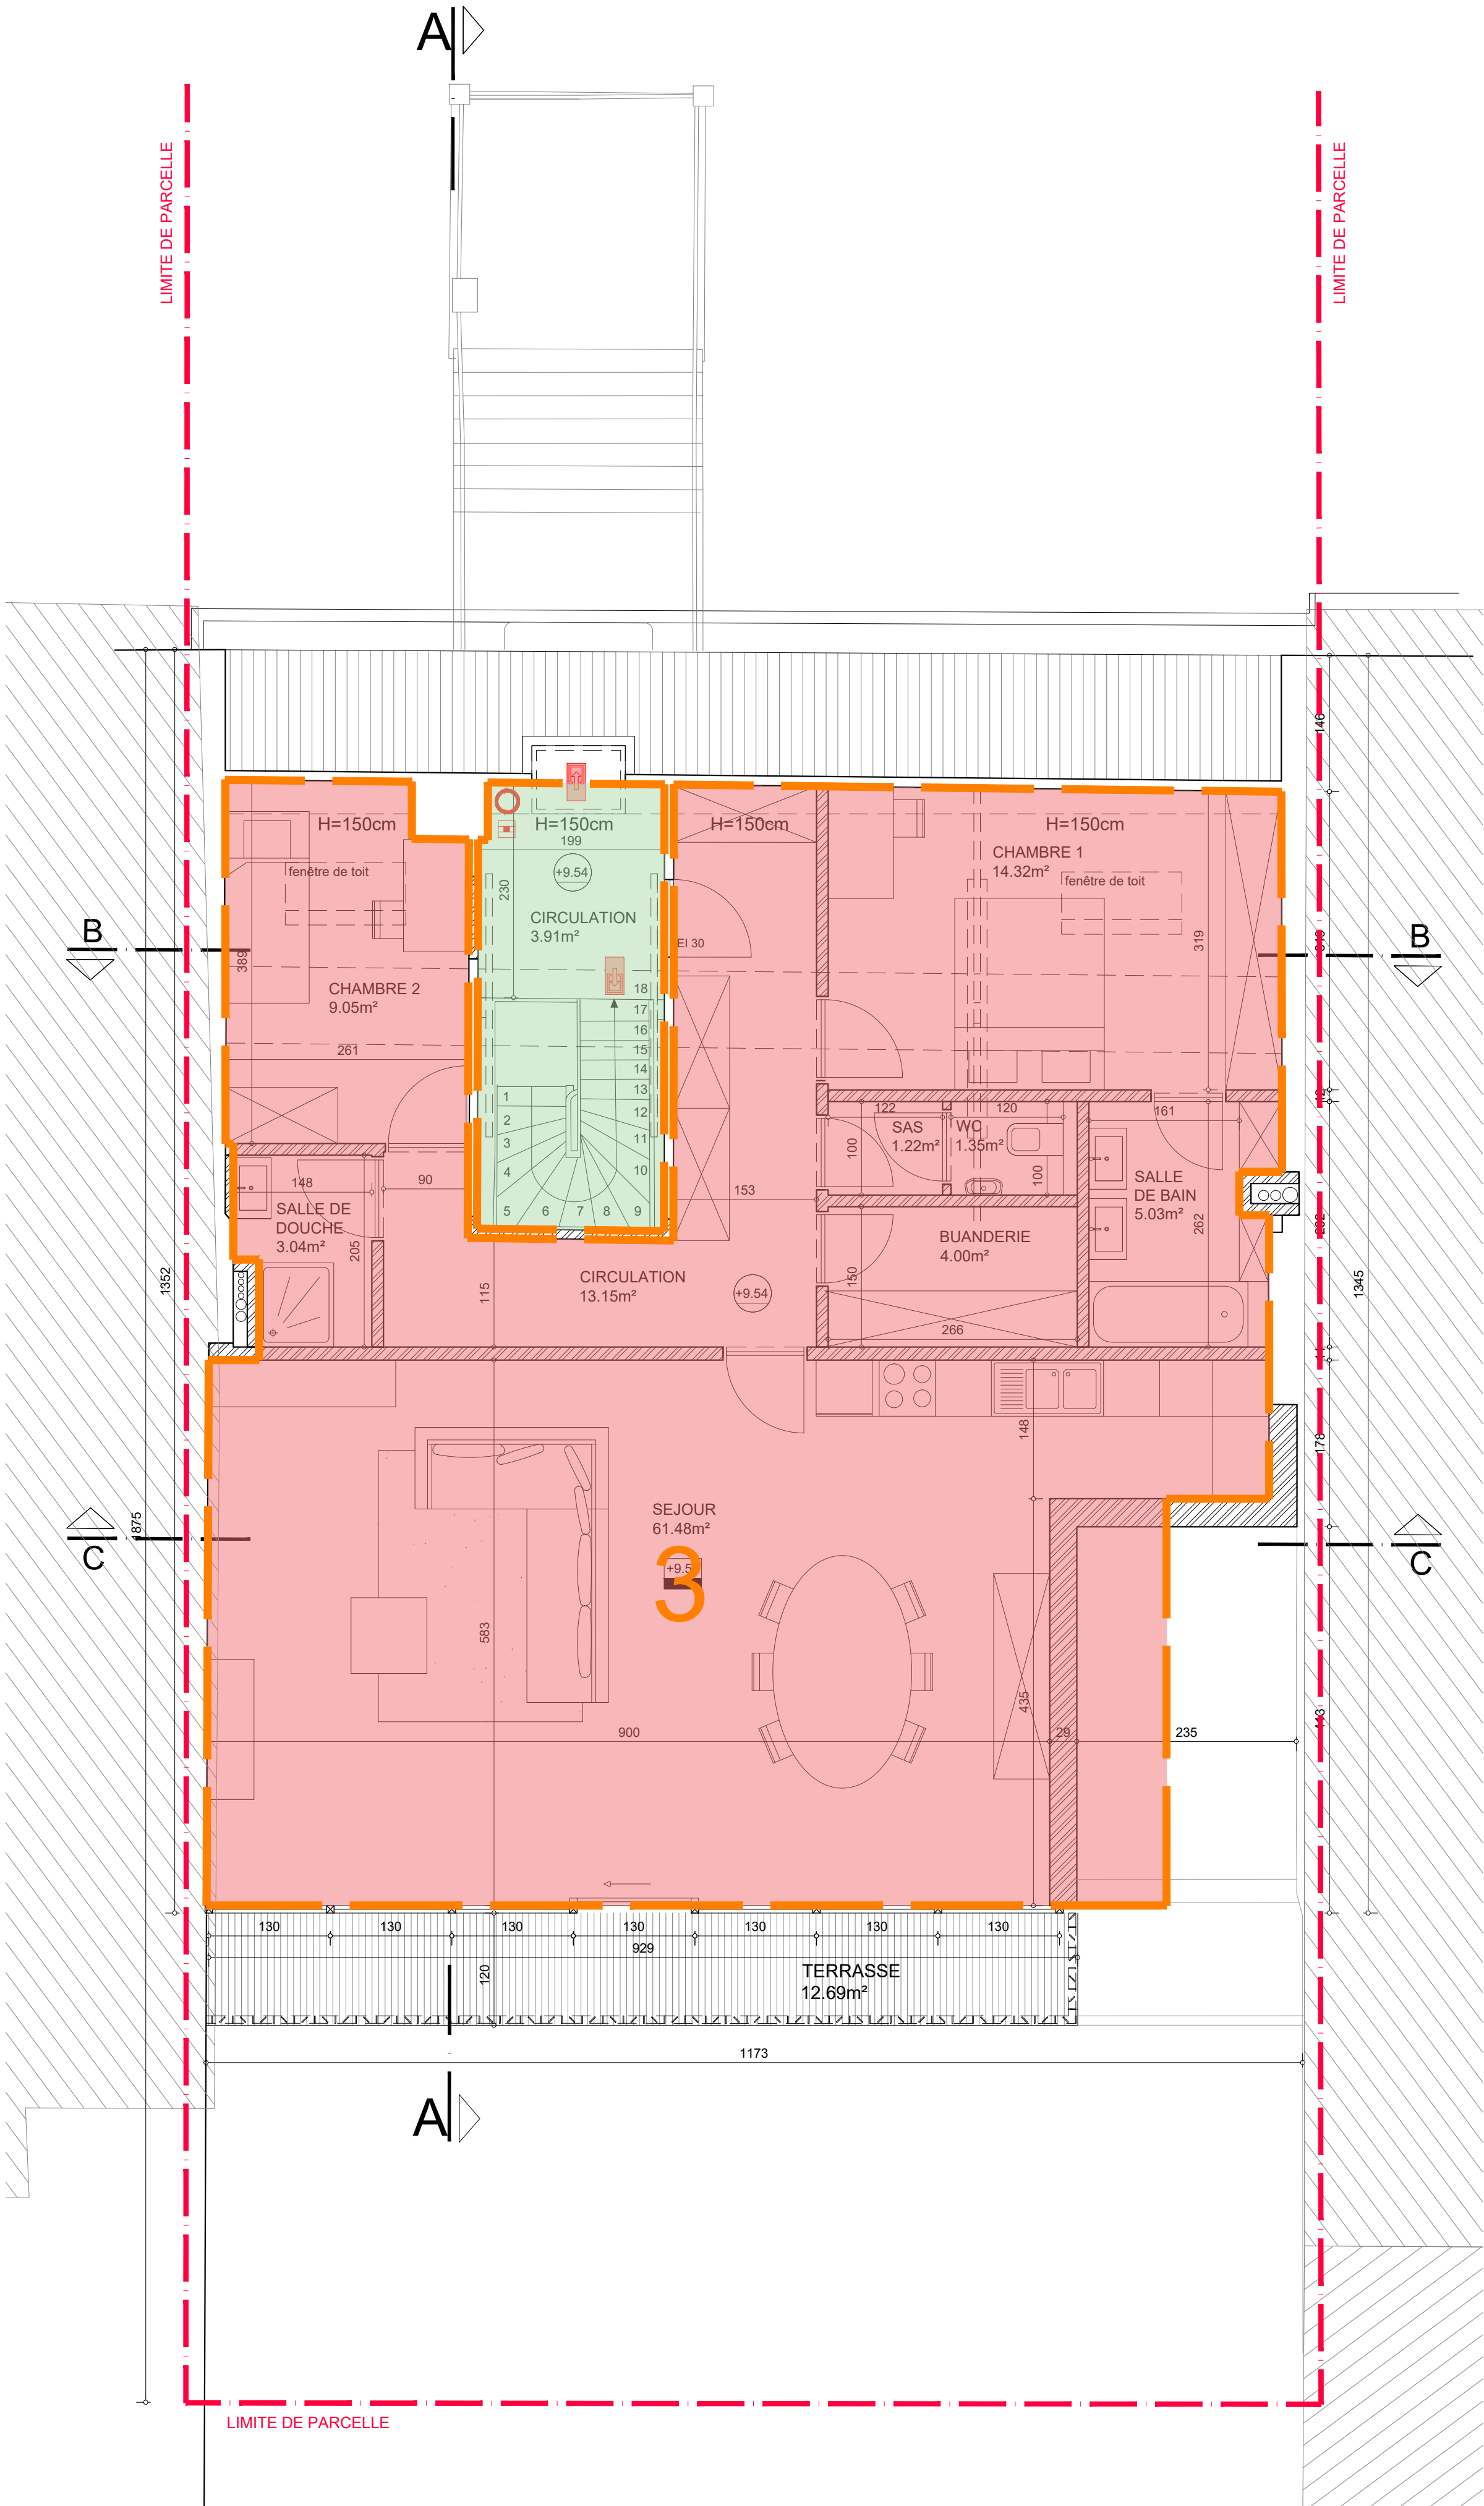 A
LIMITE DE PARCELLE
LIMITE DE PARCELLE
146
H=150cm
H=150cm
H=150cm
H=150cm
199
CHAMBRE 1
14.32m²
fenêtre de toit
fenêtre de toit
+9.54
230
CIRCULATION
3.91m²
EI 30
B
B
389
319
CHAMBRE 2
9.05m²
18
17
16
15
14
13
12
11
10
261
1
2
3
4
5
6
7
8
9
122
120
161
SAS
1.22m²
WC
1.35m²
100
100
148
90
153
SALLE DE
DOUCHE
3.04m²
205
SALLE
DE BAIN
5.03m²
262
BUANDERIE
4.00m²
150
266
CIRCULATION
13.15m²
+9.54
115
1352
1345
148
178
SEJOUR
61.48m²
+9.5
3
1875
C
C
583
435
900
29
235
130
130
130
130
130
130
130
929
120
TERRASSE
12.69m²
1173
A
LIMITE DE PARCELLE